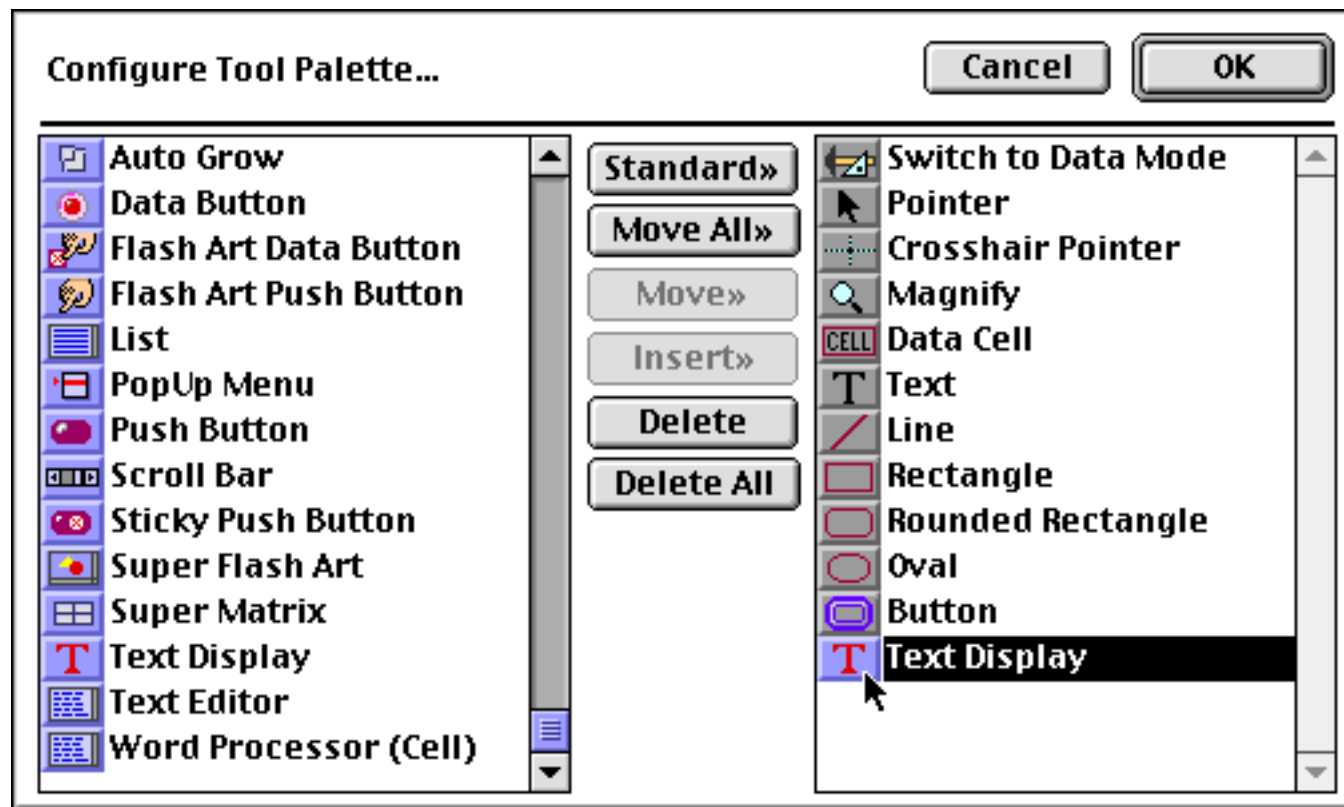 Configure Tool Palette...
Cancel
OK
Auto Grow
Data Button
Flash Art Data Button
Flash Art Push Button
List
PopUp Menu
Push Button
Scroll Bar
Sticky Push Button
Super Flash Art
Super Matrix
T Text Display
Text Editor
Word Processor (Cell)
Standard»
Move All»
Move»
Insert»
Delete
Delete All
Switch to Data Mode
Pointer
Crosshair Pointer
Magnify
CELL Data Cell
T Text
Line
Rectangle
Rounded Rectangle
Oval
Button
T Text Display